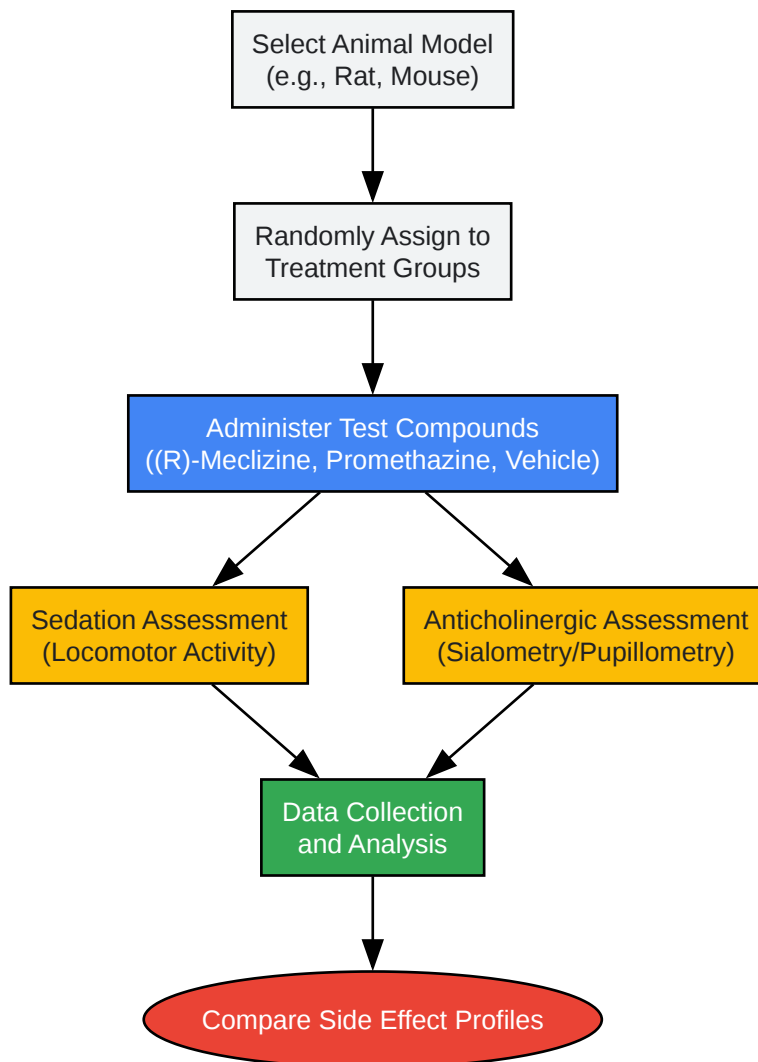 Select Animal Model
(e.g., Rat, Mouse)
Randomly Assign to
Treatment Groups
Administer Test Compounds
((R)-Meclizine, Promethazine, Vehicle)
Sedation Assessment
(Locomotor Activity)
Anticholinergic Assessment
(Sialometry/Pupillometry)
Data Collection
and Analysis
Compare Side Effect Profiles